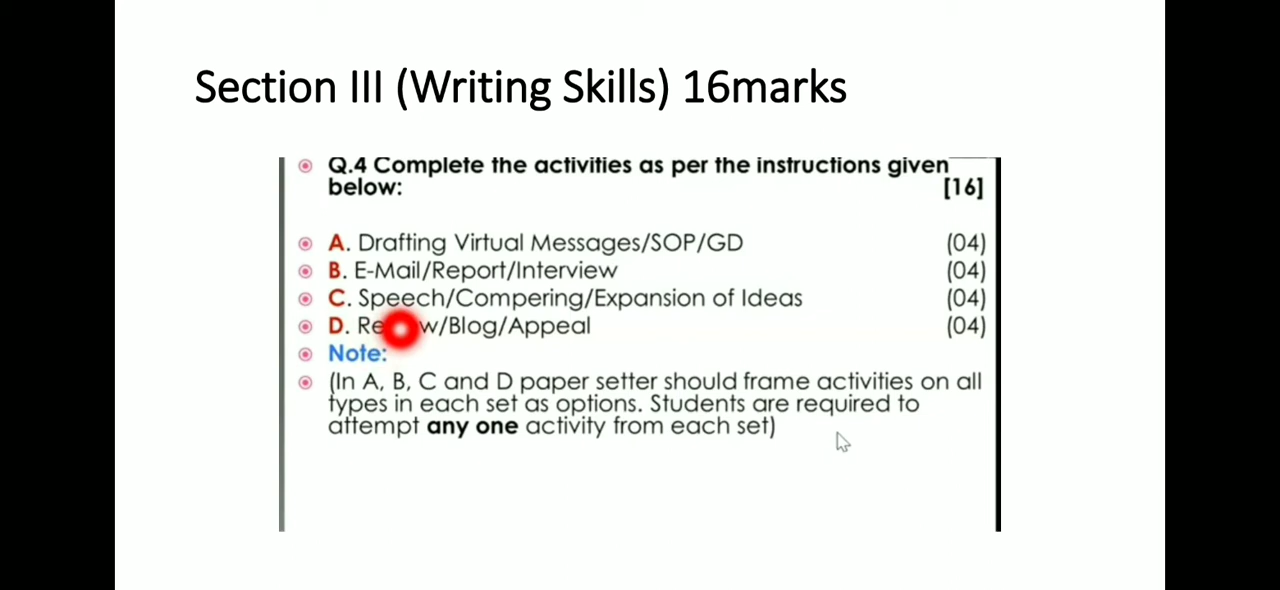 Section III (Writing Skills) 16marks
Q.4 Complete the activities as per the instructions given
below: [16]
A. Drafting Virtual Messages/SOP/GD (04)
B. E-Mail/Report/Interview (04)
C. Speech/Compering/Expansion of Ideas (04)
D. /Blog/Appeal (04)
Note:
(In A, B, C and D paper setter should frame activities on all
types in each set as options. Students are required to
attempt any one activity from each set)